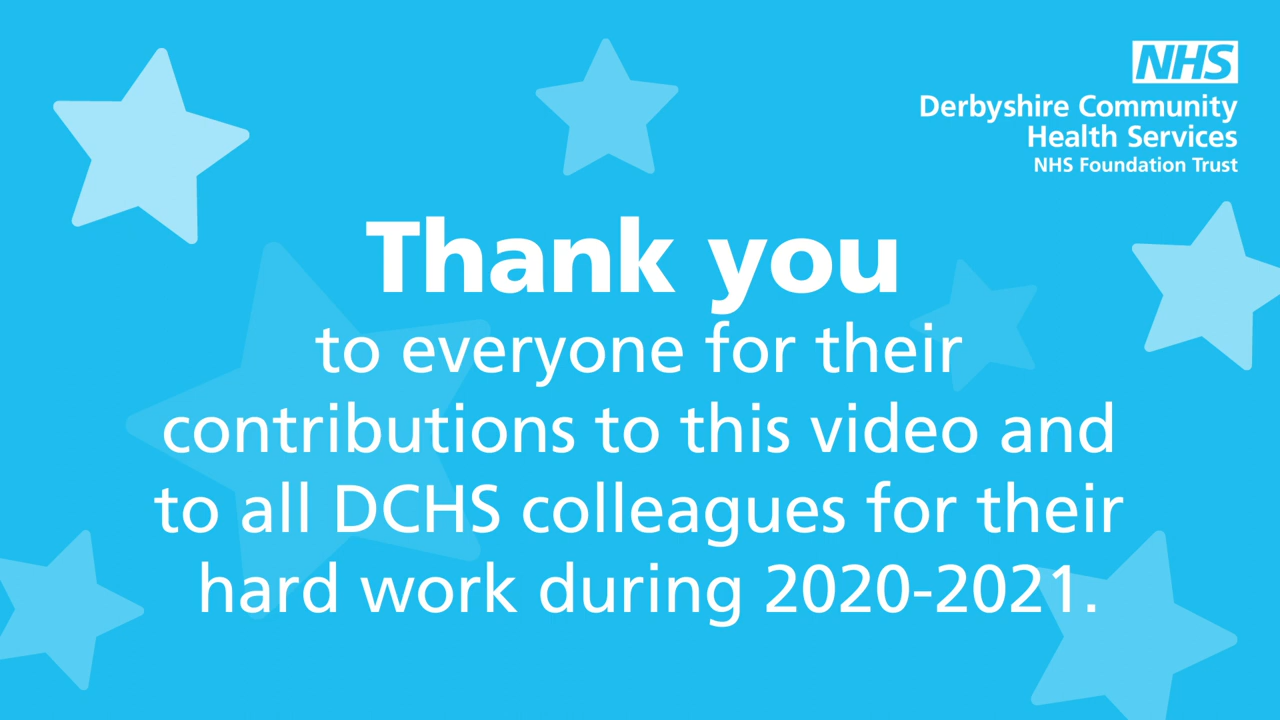 NHS
Derbyshire Community
Health Services
NHS Foundation Trust
Thank you
to everyone for their
contributions to this video and
to all DCHS colleagues for their
hard work during 2020-2021.